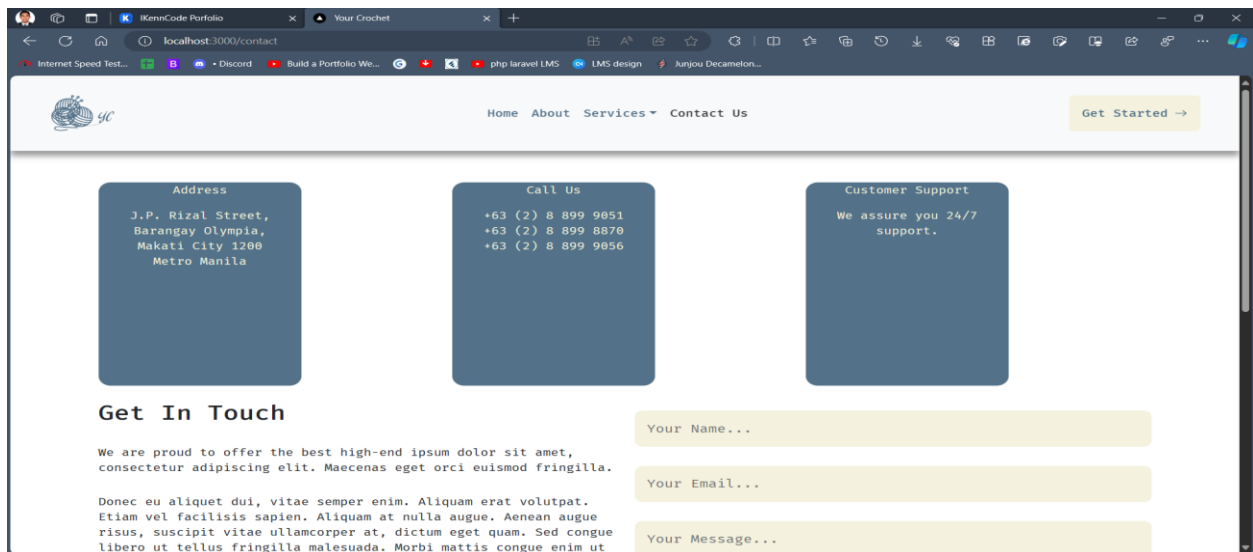 IKennCode Porfolio
Your Crochet
localhost:3000/contact
Internet Speed Test...
• Discord
Build a Portfolio We...
php laravel LMS
LMS design
Junjou Decamelon...
YC
Home About Services Contact Us
Get Started →
Address
J.P. Rizal Street,
Barangay Olympia,
Makati City 1200
Metro Manila
Call Us
+63 (2) 8 899 9051
+63 (2) 8 899 8870
+63 (2) 8 899 9056
Customer Support
We assure you 24/7
support.
Get In Touch
We are proud to offer the best high-end ipsum dolor sit amet,
consectetur adipiscing elit. Maecenas eget orci euismod fringilla.
Donec eu aliquet dui, vitae semper enim. Aliquam erat volutpat.
Etiam vel facilisis sapien. Aliquam at nulla augue. Aenean augue
risus, suscipit vitae ullamcorper at, dictum eget quam. Sed congue
libero ut tellus fringilla malesuada. Morbi mattis congue enim ut
Your Name...
Your Email...
Your Message...